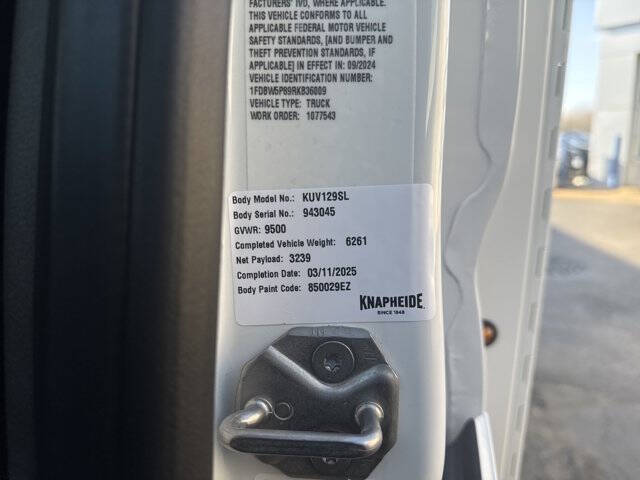 FACTURERS' IVD, WHERE APPLICABLE.
THIS VEHICLE CONFORMS TO ALL
APPLICABLE FEDERAL MOTOR VEHICLE
SAFETY STANDARDS, [AND BUMPER AND
THEFT PREVENTION STANDARDS, IF
APPLICABLE] IN EFFECT IN: 09/2024
VEHICLE IDENTIFICATION NUMBER:
1FDBW5P89RKB36009
VEHICLE TYPE: TRUCK
WORK ORDER: 1077543
Body Model No.: KUV129SL
Body Serial No.: 943045
GVWR: 9500
Completed Vehicle Weight: 6261
Net Payload: 3239
Completion Date: 03/11/2025
Body Paint Code: 850029EZ
KNAPHEIDE
SINCE 1848